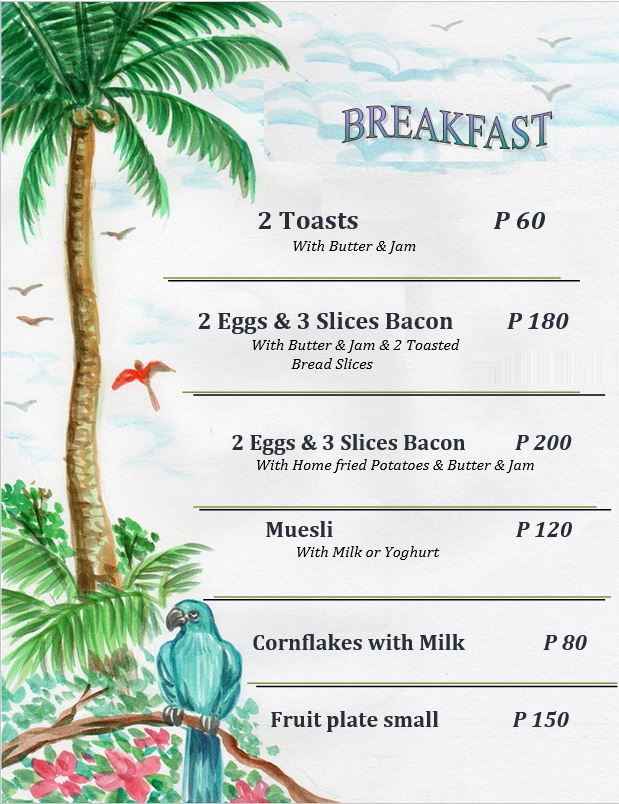 BREAKFAST
2 Toasts P 60
With Butter & Jam
2 Eggs & 3 Slices Bacon P 180
With Butter & Jam & 2 Toasted
Bread Slices
2 Eggs & 3 Slices Bacon P 200
With Home fried Potatoes & Butter & Jam
Muesli P 120
With Milk or Yoghurt
Cornflakes with Milk P 80
Fruit plate small P 150